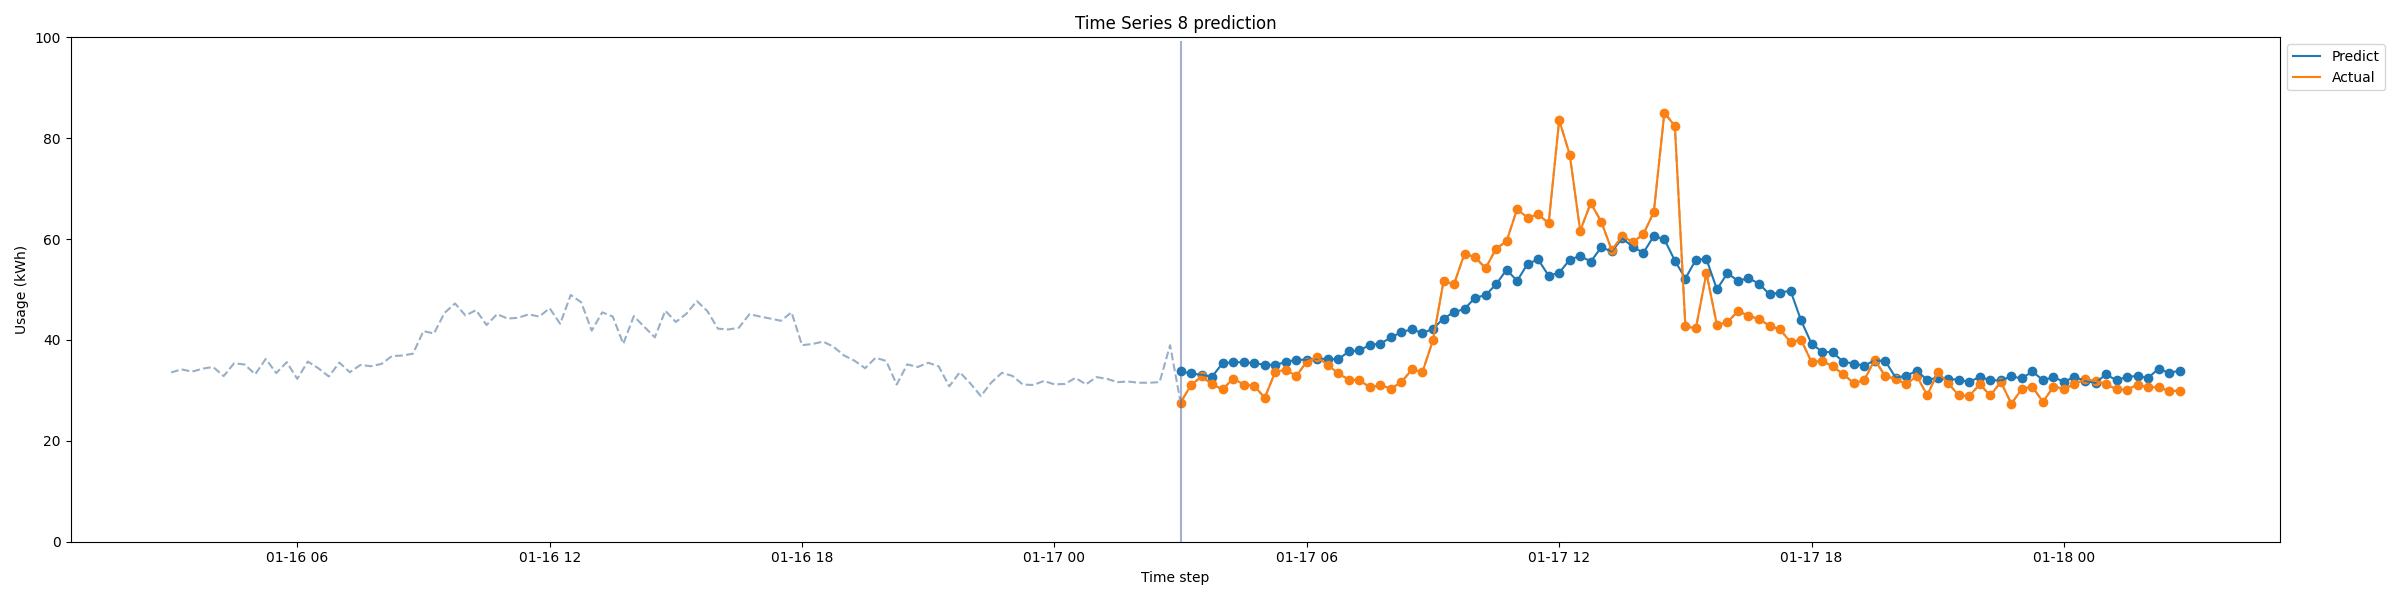 Time Series 8 prediction
Predict
Actual
Usage (kWh)
100
80
60
40
20
0
01-16 06
01-16 12
01-16 18
01-17 00
01-17 06
01-17 12
01-17 18
01-18 00
Time step